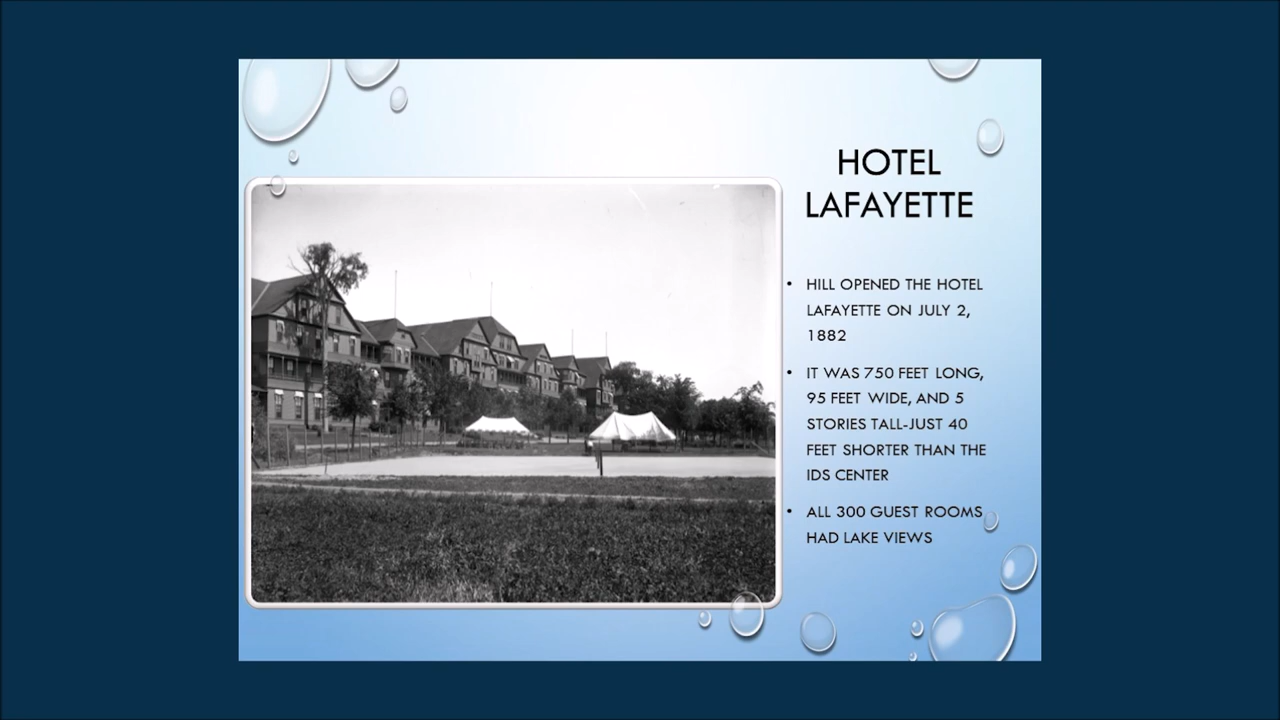 HOTEL
LAFAYETTE
• HILL OPENED THE HOTEL
LAFAYETTE ON JULY 2,
1882
• IT WAS 750 FEET LONG,
95 FEET WIDE, AND 5
STORIES TALL-JUST 40
FEET SHORTER THAN THE
IDS CENTER
• ALL 300 GUEST ROOMS
HAD LAKE VIEWS